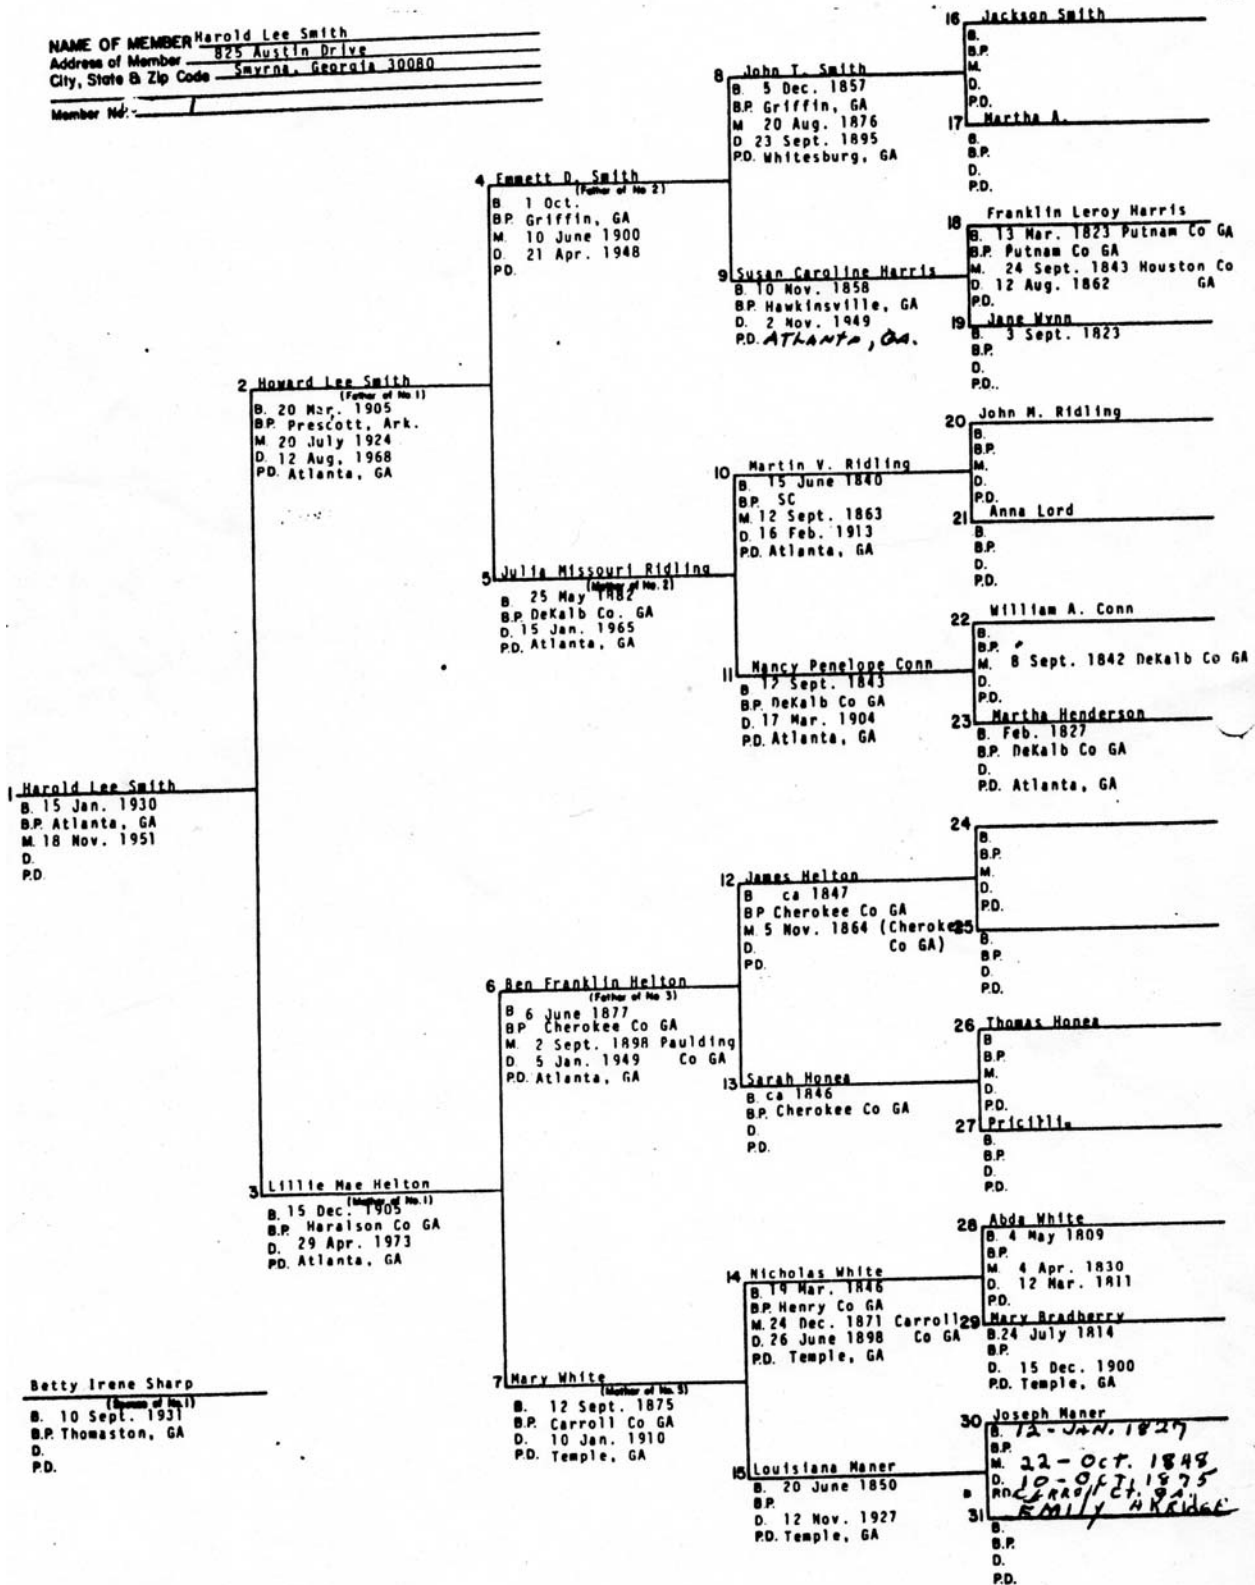 NAME OF MEMBER Harold Lee Smith
Address of Member 825 Austin Drive
City, State & Zip Code Smyrna, Georgia 30080
Member No.
1 Harold Lee Smith
B. 15 Jan. 1930
B.P. Atlanta, GA
M. 18 Nov. 1951
D.
P.D.
Betty Irene Sharp
(Spouse of No.1)
B. 10 Sept. 1931
B.P. Thomaston, GA
D.
P.D.
2 Howard Lee Smith
(Father of No.1)
B. 20 Mar. 1905
B.P. Prescott, Ark.
M. 20 July 1924
D. 12 Aug, 1968
P.D. Atlanta, GA
3 Lillie Mae Helton
(Mother of No.1)
B. 15 Dec. 1905
B.P. Haralson Co GA
D. 29 Apr. 1973
P.D. Atlanta, GA
4 Emmett D. Smith
(Father of No 2)
B. 1 Oct.
B.P. Griffin, GA
M. 10 June 1900
D. 21 Apr. 1948
P.D.
5 Julia Missouri Ridling
(Mother of No. 2)
B. 25 May 1882
B.P. DeKalb Co. GA
D. 15 Jan. 1965
P.D. Atlanta, GA
6 Ben Franklin Helton
(Father of No 3)
B 6 June 1877
B.P Cherokee Co GA
M. 2 Sept. 1898 Paulding
D. 5 Jan. 1949 Co GA
P.D. Atlanta, GA
7 Mary White
(Mother of No. 3)
B. 12 Sept. 1875
B.P. Carroll Co GA
D. 10 Jan. 1910
P.D. Temple, GA
8 John T. Smith
B. 5 Dec. 1857
B.P. Griffin, GA
M 20 Aug. 1876
D 23 Sept. 1895
P.D. Whitesburg, GA
9 Susan Caroline Harris
B. 10 Nov. 1858
B.P. Hawkinsville, GA
D. 2 Nov. 1949
P.D. ATLANTA, GA.
10 Martin V. Ridling
B. 15 June 1840
B.P. SC
M. 12 Sept. 1863
D. 16 Feb. 1913
P.D. Atlanta, GA
11 Nancy Penelope Conn
B 17 Sept. 1843
B.P. DeKalb Co GA
D. 17 Mar. 1904
P.D. Atlanta, GA
12 James Helton
B ca 1847
B.P Cherokee Co GA
M. 5 Nov. 1864 (Cherokee
D. Co GA)
P.D.
13 Sarah Honea
B. ca 1846
B.P. Cherokee Co GA
D.
P.D.
14 Nicholas White
B. 19 Mar. 1846
B.P. Henry Co GA
M. 24 Dec. 1871 Carroll
D. 26 June 1898 Co GA
P.D. Temple, GA
15 Louisiana Maner
B. 20 June 1850
B.P.
D. 12 Nov. 1927
P.D. Temple, GA
16 Jackson Smith
B.
B.P.
M.
D.
P.D.
17 Martha A.
B.
B.P.
D.
P.D.
18 Franklin Leroy Harris
B. 13 Mar. 1823 Putnam Co GA
B.P. Putnam Co GA
M. 24 Sept. 1843 Houston Co
D. 12 Aug. 1862 GA
P.D.
19 Jane Wynn
B. 3 Sept. 1823
B.P.
D.
P.D..
20 John M. Ridling
B.
B.P.
M.
D.
P.D.
21 Anna Lord
B.
B.P.
D.
P.D.
22 William A. Conn
B.
B.P.
M. 8 Sept. 1842 DeKalb Co GA
D.
P.D.
23 Martha Henderson
B. Feb. 1827
B.P. DeKalb Co GA
D.
P.D. Atlanta, GA
24
B.
B.P.
M.
D.
P.D.
25
B.
B.P.
D.
P.D.
26 Thomas Honea
B
B.P.
M.
D.
P.D.
27
B.
B.P.
D.
P.D.
28 Abda White
B. 4 May 1809
B.P.
M. 4 Apr. 1830
D. 12 Mar. 1811
P.D.
29 Mary Bradberry
B. 24 July 1814
B.P.
D. 15 Dec. 1900
P.D. Temple, GA
30 Joseph Maner
B. 12-JAN. 1827
B.P.
M. 22-Oct. 1848
D. 10-OCT, 1875
P.D. CARROll CT. GA.
31 EMily AKRIdGE
B.
B.P.
D.
P.D.